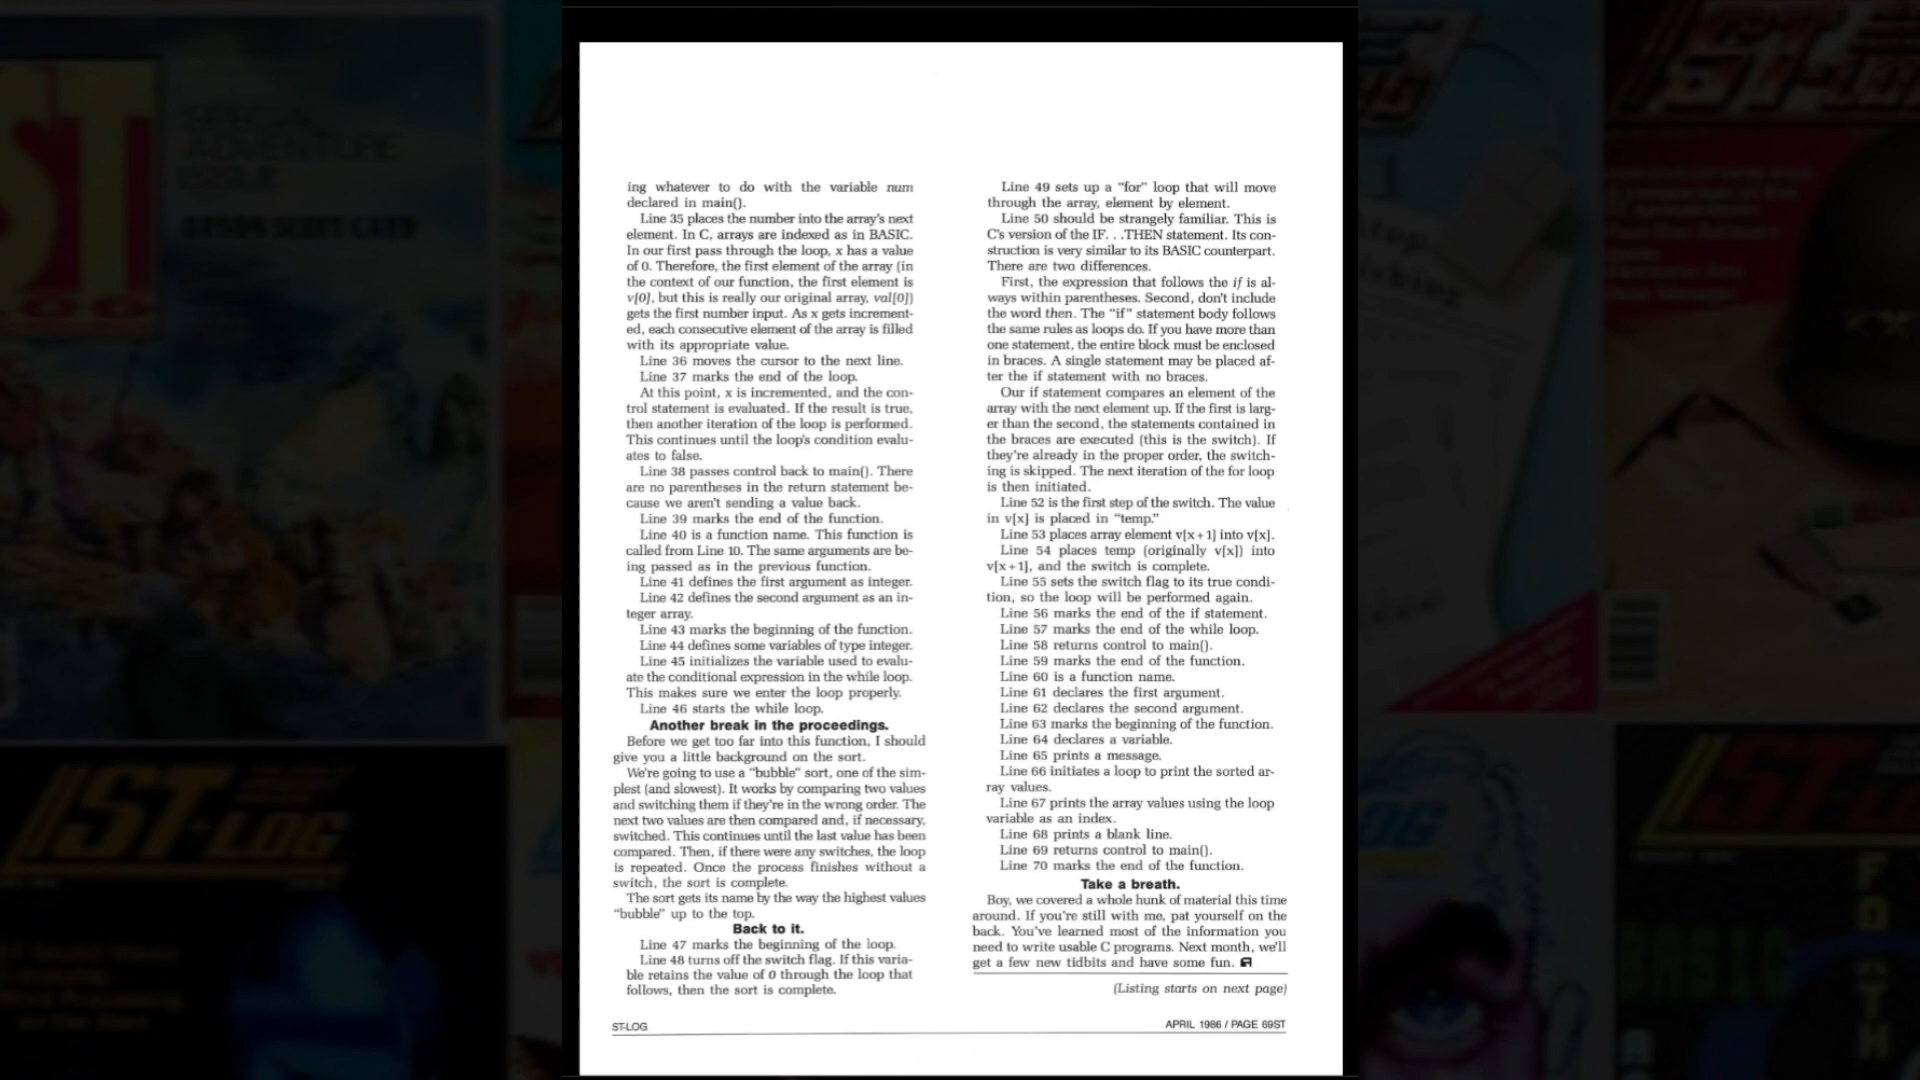 ing whatever to do with the variable num
declared in main().
Line 35 places the number into the array's next
element. In C, arrays are indexed as in BASIC.
In our first pass through the loop, x has a value
of 0. Therefore, the first element of the array (in
the context of our function, the first element is
v[0], but this is really our original array, val[0])
gets the first number input. As x gets increment-
ed, each consecutive element of the array is filled
with its appropriate value.
Line 36 moves the cursor to the next line.
Line 37 marks the end of the loop.
At this point, x is incremented, and the con-
trol statement is evaluated. If the result is true,
then another iteration of the loop is performed.
This continues until the loop's condition evalu-
ates to false.
Line 38 passes control back to main(). There
are no parentheses in the return statement be-
cause we aren't sending a value back.
Line 39 marks the end of the function.
Line 40 is a function name. This function is
called from Line 10. The same arguments are be-
ing passed as in the previous function.
Line 41 defines the first argument as integer.
Line 42 defines the second argument as an in-
teger array.
Line 43 marks the beginning of the function.
Line 44 defines some variables of type integer.
Line 45 initializes the variable used to evalu-
ate the conditional expression in the while loop.
This makes sure we enter the loop properly.
Line 46 starts the while loop.
Another break in the proceedings.
Before we get too far into this function, I should
give you a little background on the sort.
We're going to use a "bubble" sort, one of the sim-
plest (and slowest). It works by comparing two values
and switching them if they're in the wrong order. The
next two values are then compared and, if necessary,
switched. This continues until the last value has been
compared. Then, if there were any switches, the loop
is repeated. Once the process finishes without a
switch, the sort is complete.
The sort gets its name by the way the highest values
"bubble" up to the top.
Back to it.
Line 47 marks the beginning of the loop.
Line 48 turns off the switch flag. If this varia-
ble retains the value of 0 through the loop that
follows, then the sort is complete.
Line 49 sets up a "for" loop that will move
through the array, element by element.
Line 50 should be strangely familiar. This is
C's version of the IF. . .THEN statement. Its con-
struction is very similar to its BASIC counterpart.
There are two differences.
First, the expression that follows the if is al-
ways within parentheses. Second, don't include
the word then. The "if" statement body follows
the same rules as loops do. If you have more than
one statement, the entire block must be enclosed
in braces. A single statement may be placed af-
ter the if statement with no braces.
Our if statement compares an element of the
array with the next element up. If the first is larg-
er than the second, the statements contained in
the braces are executed (this is the switch). If
they're already in the proper order, the switch-
ing is skipped. The next iteration of the for loop
is then initiated.
Line 52 is the first step of the switch. The value
in v[x] is placed in "temp."
Line 53 places array element v[x+1] into v[x].
Line 54 places temp (originally v[x]) into
v[x+1], and the switch is complete.
Line 55 sets the switch flag to its true condi-
tion, so the loop will be performed again.
Line 56 marks the end of the if statement.
Line 57 marks the end of the while loop.
Line 58 returns control to main().
Line 59 marks the end of the function.
Line 60 is a function name.
Line 61 declares the first argument.
Line 62 declares the second argument.
Line 63 marks the beginning of the function.
Line 64 declares a variable.
Line 65 prints a message.
Line 66 initiates a loop to print the sorted ar-
ray values.
Line 67 prints the array values using the loop
variable as an index.
Line 68 prints a blank line.
Line 69 returns control to main().
Line 70 marks the end of the function.
Take a breath.
Boy, we covered a whole hunk of material this time
around. If you're still with me, pat yourself on the
back. You've learned most of the information you
need to write usable C programs. Next month, we'll
get a few new tidbits and have some fun.
(Listing starts on next page)
ST-LOG
APRIL 1986 / PAGE 69ST
ST
SPECIAL
ADVENTURE
ISSUE
ORSON SCOTT CARD
ST-LOG